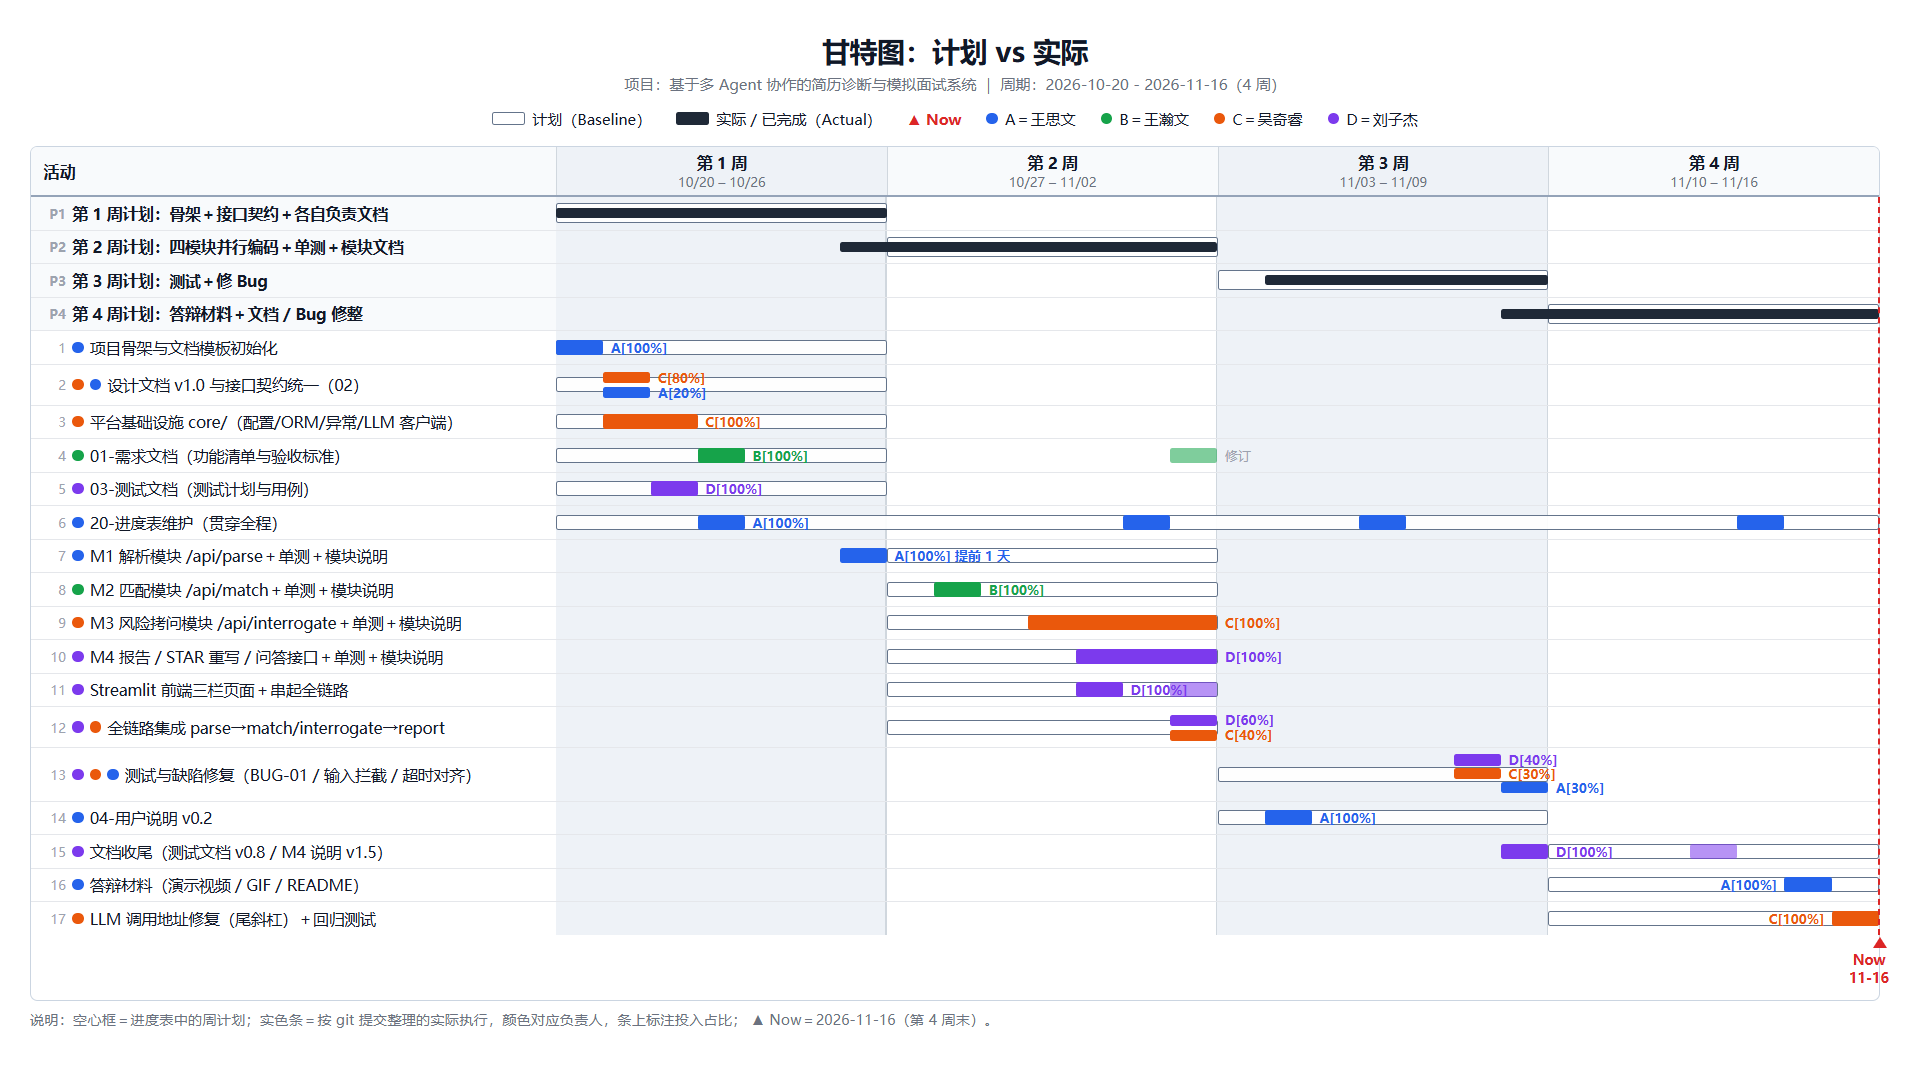 甘特图：计划 vs 实际
项目：基于多 Agent 协作的简历诊断与模拟面试系统 | 周期：2026-10-20 - 2026-11-16（4 周）
计划（Baseline） 实际 / 已完成（Actual） ▲ Now A＝王思文 B＝王瀚文 C＝吴奇睿 D＝刘子杰
活动 第 1 周 第 2 周 第 3 周 第 4 周
10/20 – 10/26 10/27 – 11/02 11/03 – 11/09 11/10 – 11/16
P1 第 1 周计划：骨架＋接口契约＋各自负责文档
P2 第 2 周计划：四模块并行编码＋单测＋模块文档
P3 第 3 周计划：测试＋修 Bug
P4 第 4 周计划：答辩材料＋文档 / Bug 修整
1 项目骨架与文档模板初始化 A[100%]
2 设计文档 v1.0 与接口契约统一（02） C[80%] A[20%]
3 平台基础设施 core/（配置/ORM/异常/LLM 客户端） C[100%]
4 01-需求文档（功能清单与验收标准） B[100%] 修订
5 03-测试文档（测试计划与用例） D[100%]
6 20-进度表维护（贯穿全程） A[100%]
7 M1 解析模块 /api/parse＋单测＋模块说明 A[100%] 提前 1 天
8 M2 匹配模块 /api/match＋单测＋模块说明 B[100%]
9 M3 风险拷问模块 /api/interrogate＋单测＋模块说明 C[100%]
10 M4 报告 / STAR 重写 / 问答接口＋单测＋模块说明 D[100%]
11 Streamlit 前端三栏页面＋串起全链路 D[100%]
12 全链路集成 parse→match/interrogate→report D[60%] C[40%]
13 测试与缺陷修复（BUG-01 / 输入拦截 / 超时对齐） D[40%] C[30%] A[30%]
14 04-用户说明 v0.2 A[100%]
15 文档收尾（测试文档 v0.8 / M4 说明 v1.5） D[100%]
16 答辩材料（演示视频 / GIF / README） A[100%]
17 LLM 调用地址修复（尾斜杠）＋回归测试 C[100%]
Now
11-16
说明：空心框＝进度表中的周计划；实色条＝按 git 提交整理的实际执行，颜色对应负责人，条上标注投入占比； ▲ Now＝2026-11-16（第 4 周末）。